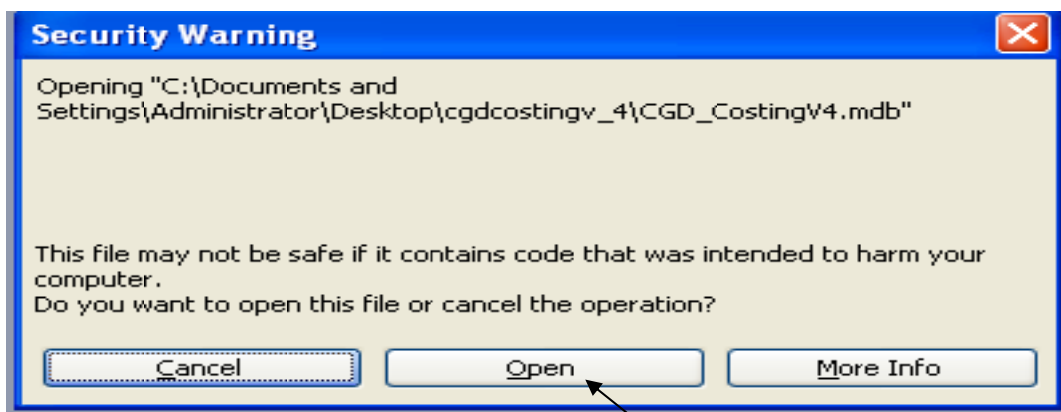 Security Warning
Opening "C:\Documents and
Settings\Administrator\Desktop\cgdcostingv_4\CGD_CostingV4.mdb"
This file may not be safe if it contains code that was intended to harm your
computer.
Do you want to open this file or cancel the operation?
Cancel Open More Info